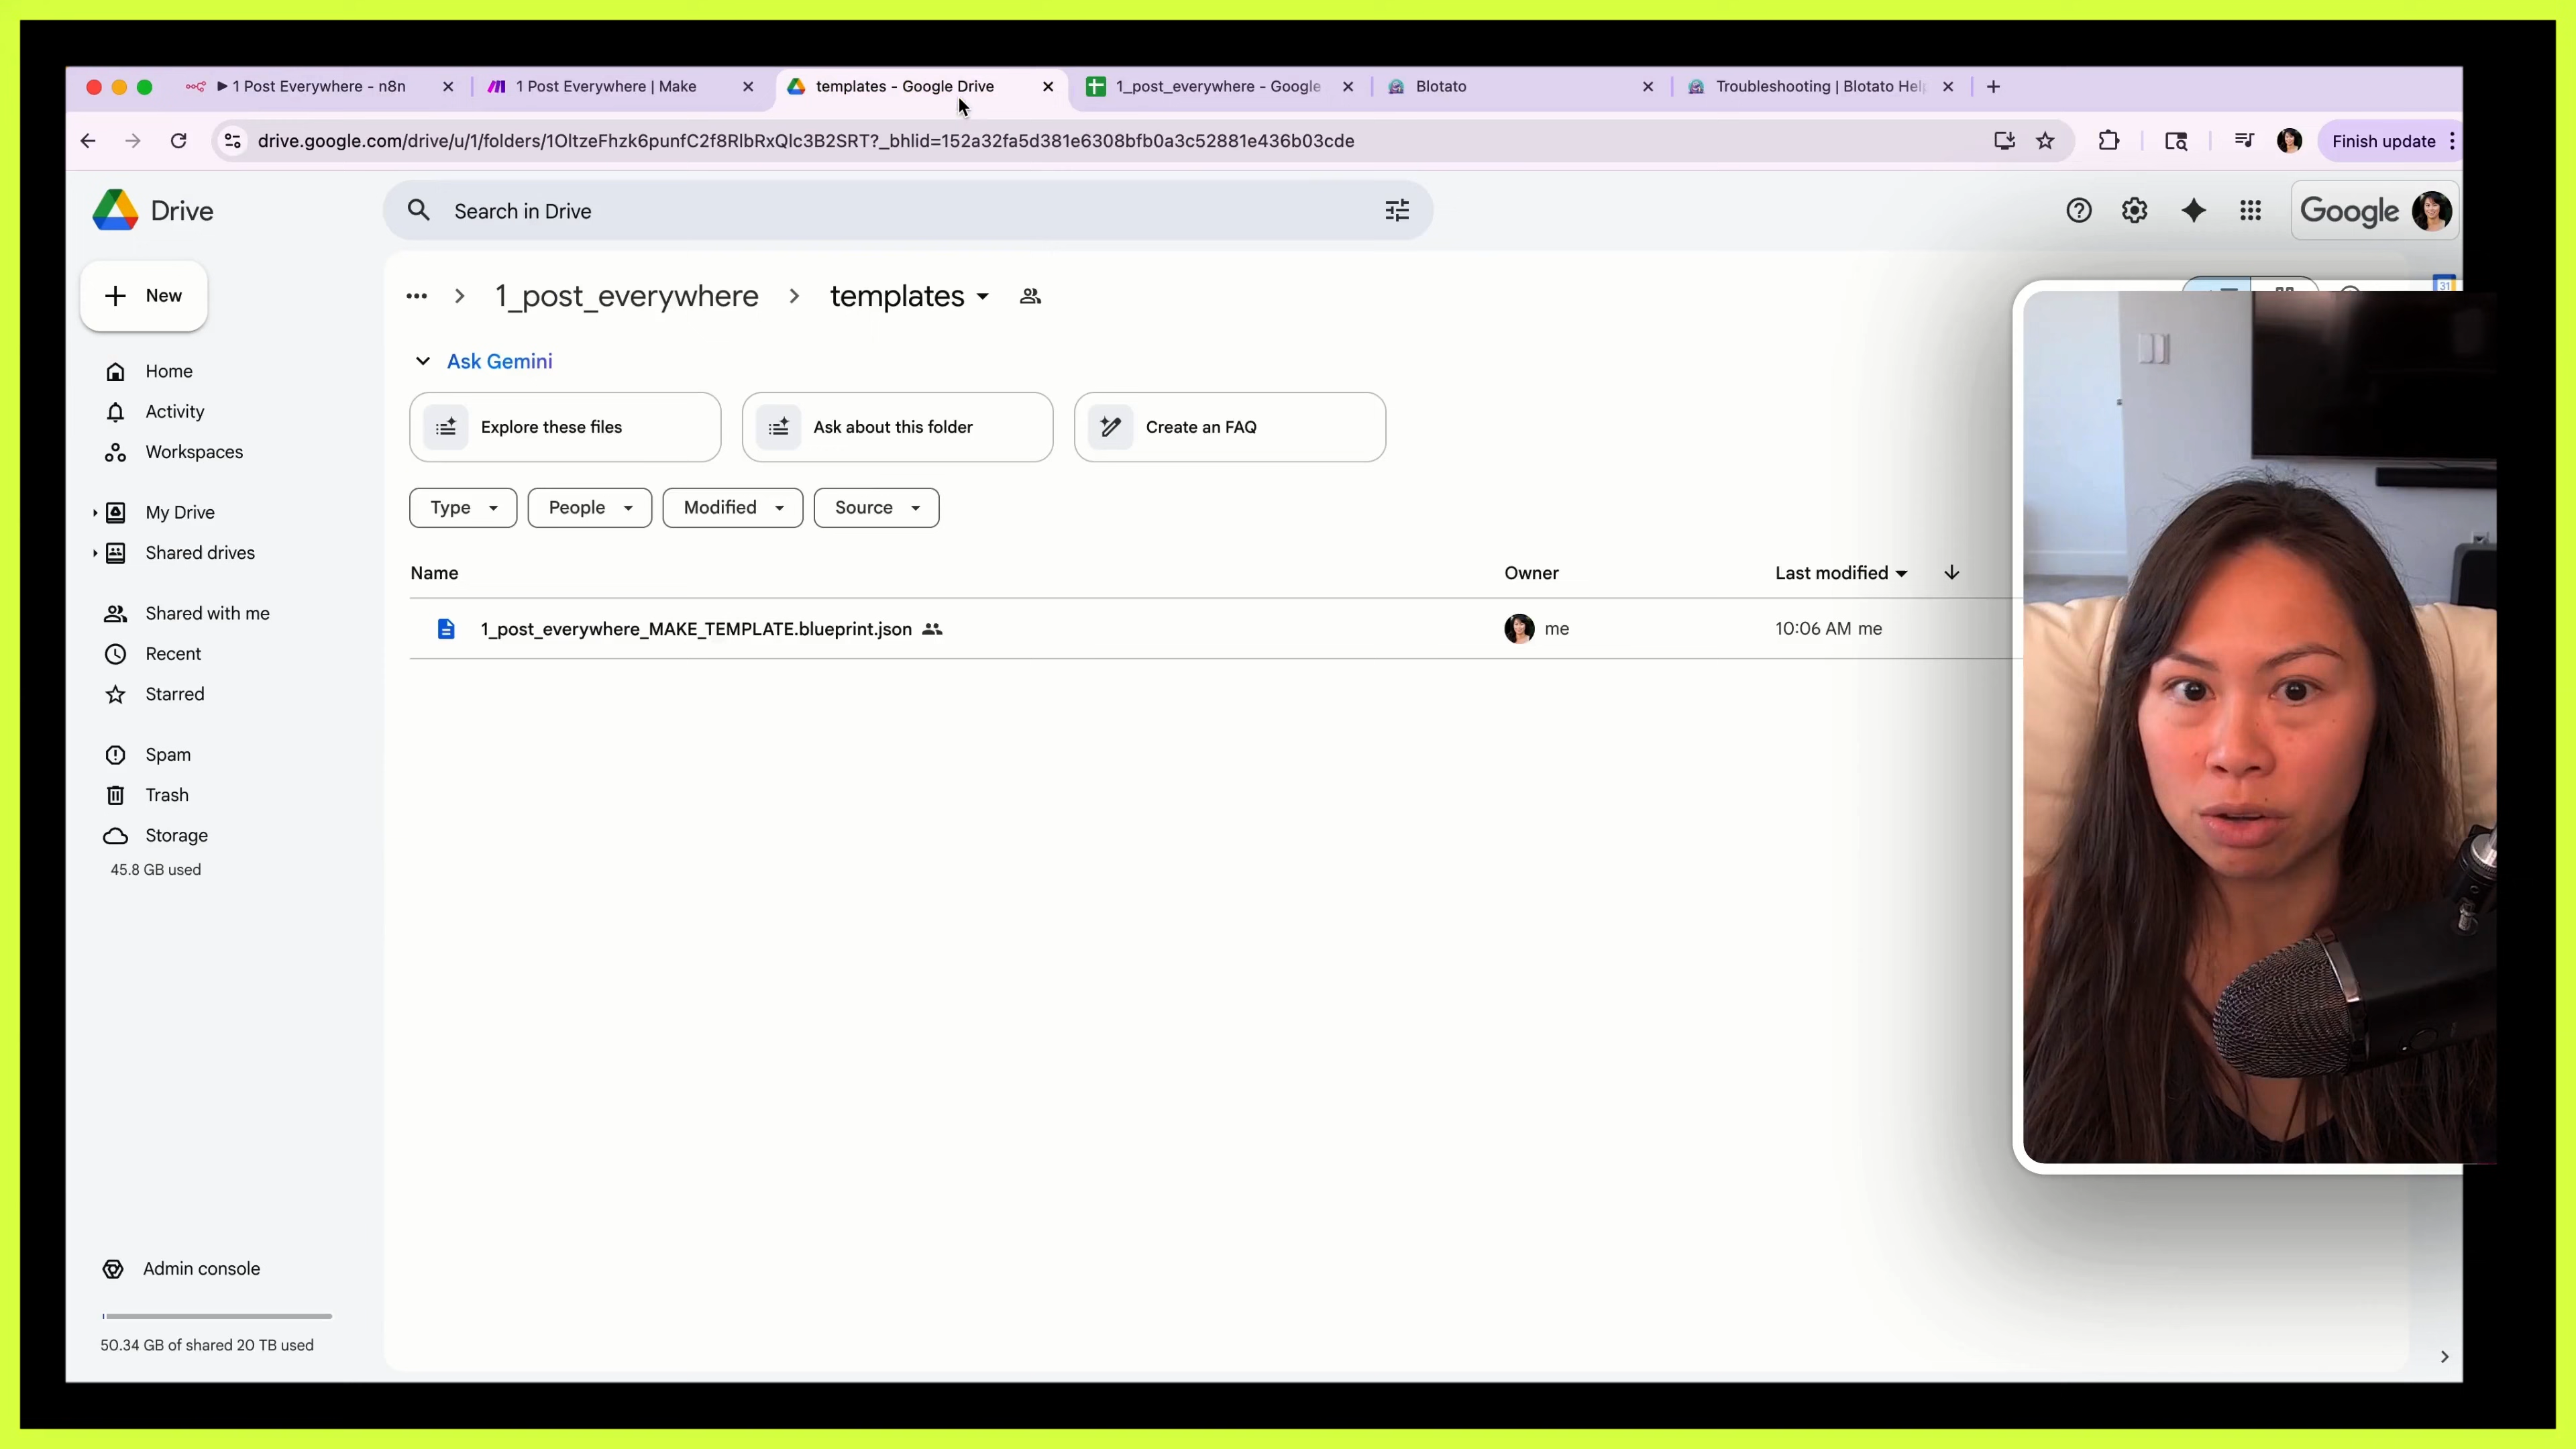 1 Post Everywhere - n8n
1 Post Everywhere | Make
templates - Google Drive
1_post_everywhere - Google
Blotato
Troubleshooting | Blotato Hel
drive.google.com/drive/u/1/folders/1OltzeFhzk6punfC2f8RlbRxQlc3B2SRT?_bhlid=152a32fa5d381e6308bfb0a3c52881e436b03cde
Finish update
Drive
Search in Drive
Google
New
1_post_everywhere
templates
31
Ask Gemini
Explore these files
Ask about this folder
Create an FAQ
Home
Activity
Workspaces
My Drive
Shared drives
Shared with me
Recent
Starred
Spam
Trash
Storage
45.8 GB used
Type
People
Modified
Source
Name
Owner
Last modified
1_post_everywhere_MAKE_TEMPLATE.blueprint.json
me
10:06 AM me
Admin console
50.34 GB of shared 20 TB used